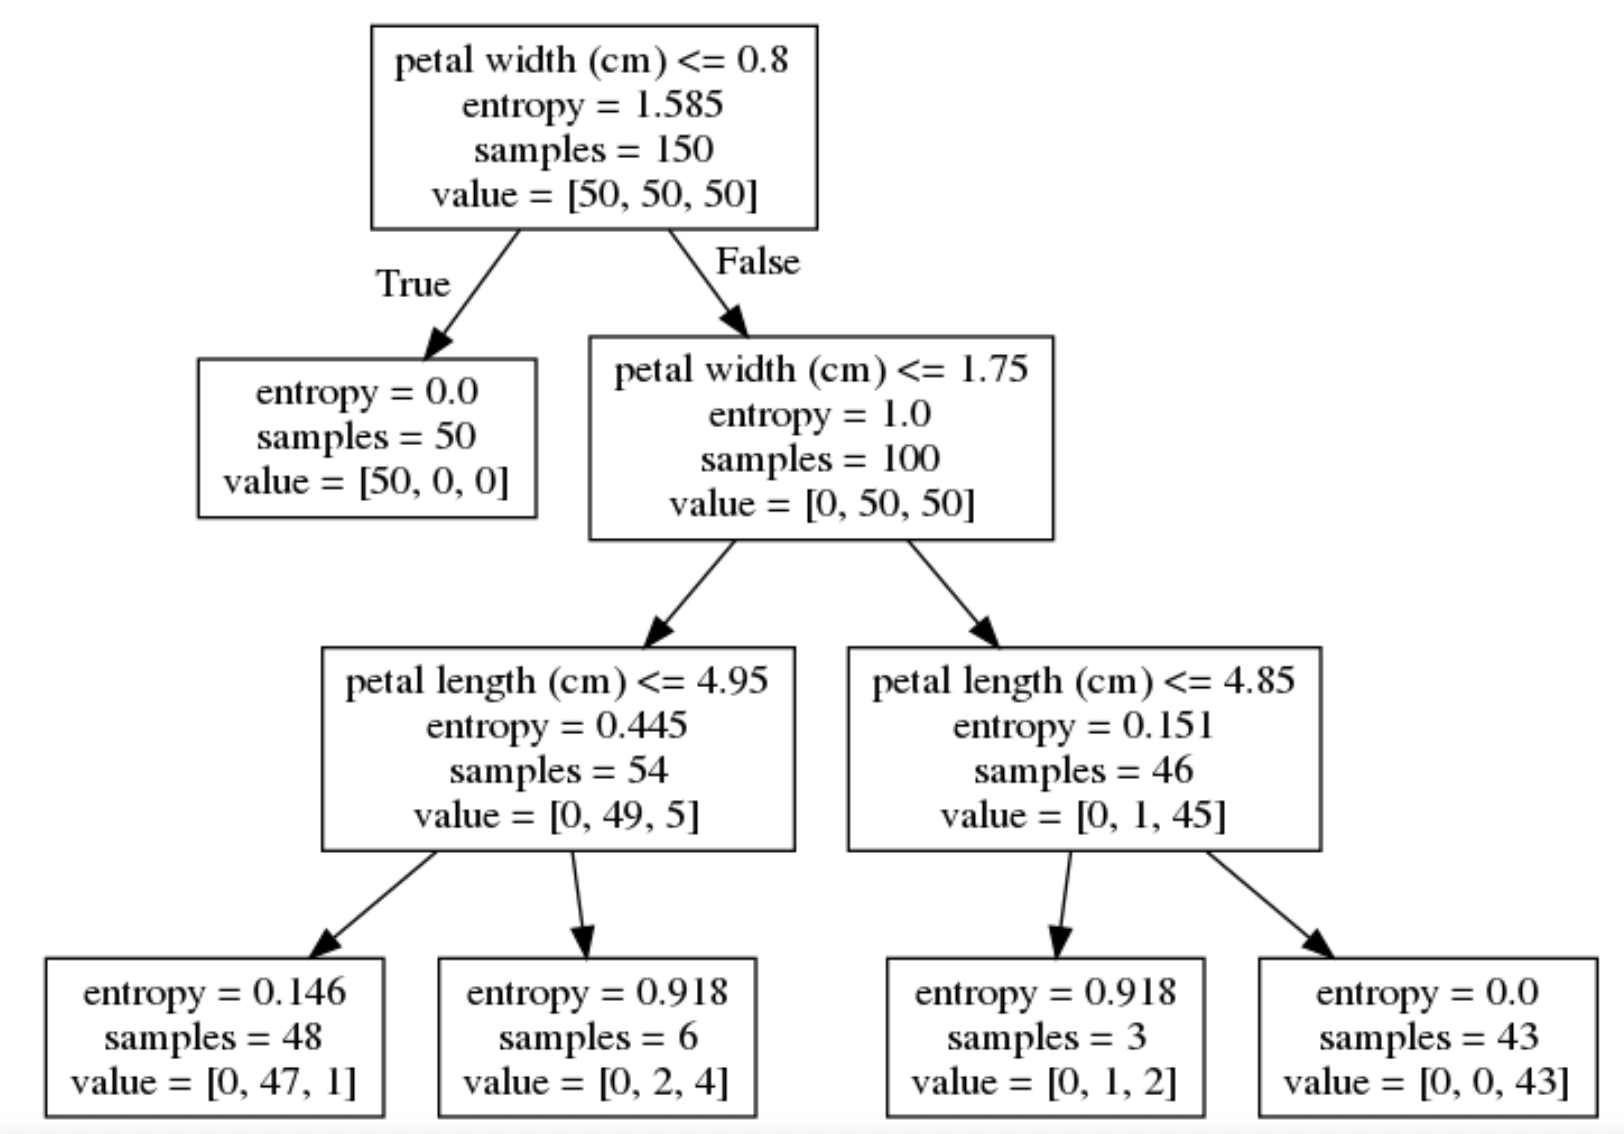 petal width (cm) <= 0.8
entropy = 1.585
samples = 150
value = [50, 50, 50]
True
False
entropy = 0.0
samples = 50
value = [50, 0, 0]
petal width (cm) <= 1.75
entropy = 1.0
samples = 100
value = [0, 50, 50]
petal length (cm) <= 4.95
entropy = 0.445
samples = 54
value = [0, 49, 5]
petal length (cm) <= 4.85
entropy = 0.151
samples = 46
value = [0, 1, 45]
entropy = 0.146
samples = 48
value = [0, 47, 1]
entropy = 0.918
samples = 6
value = [0, 2, 4]
entropy = 0.918
samples = 3
value = [0, 1, 2]
entropy = 0.0
samples = 43
value = [0, 0, 43]